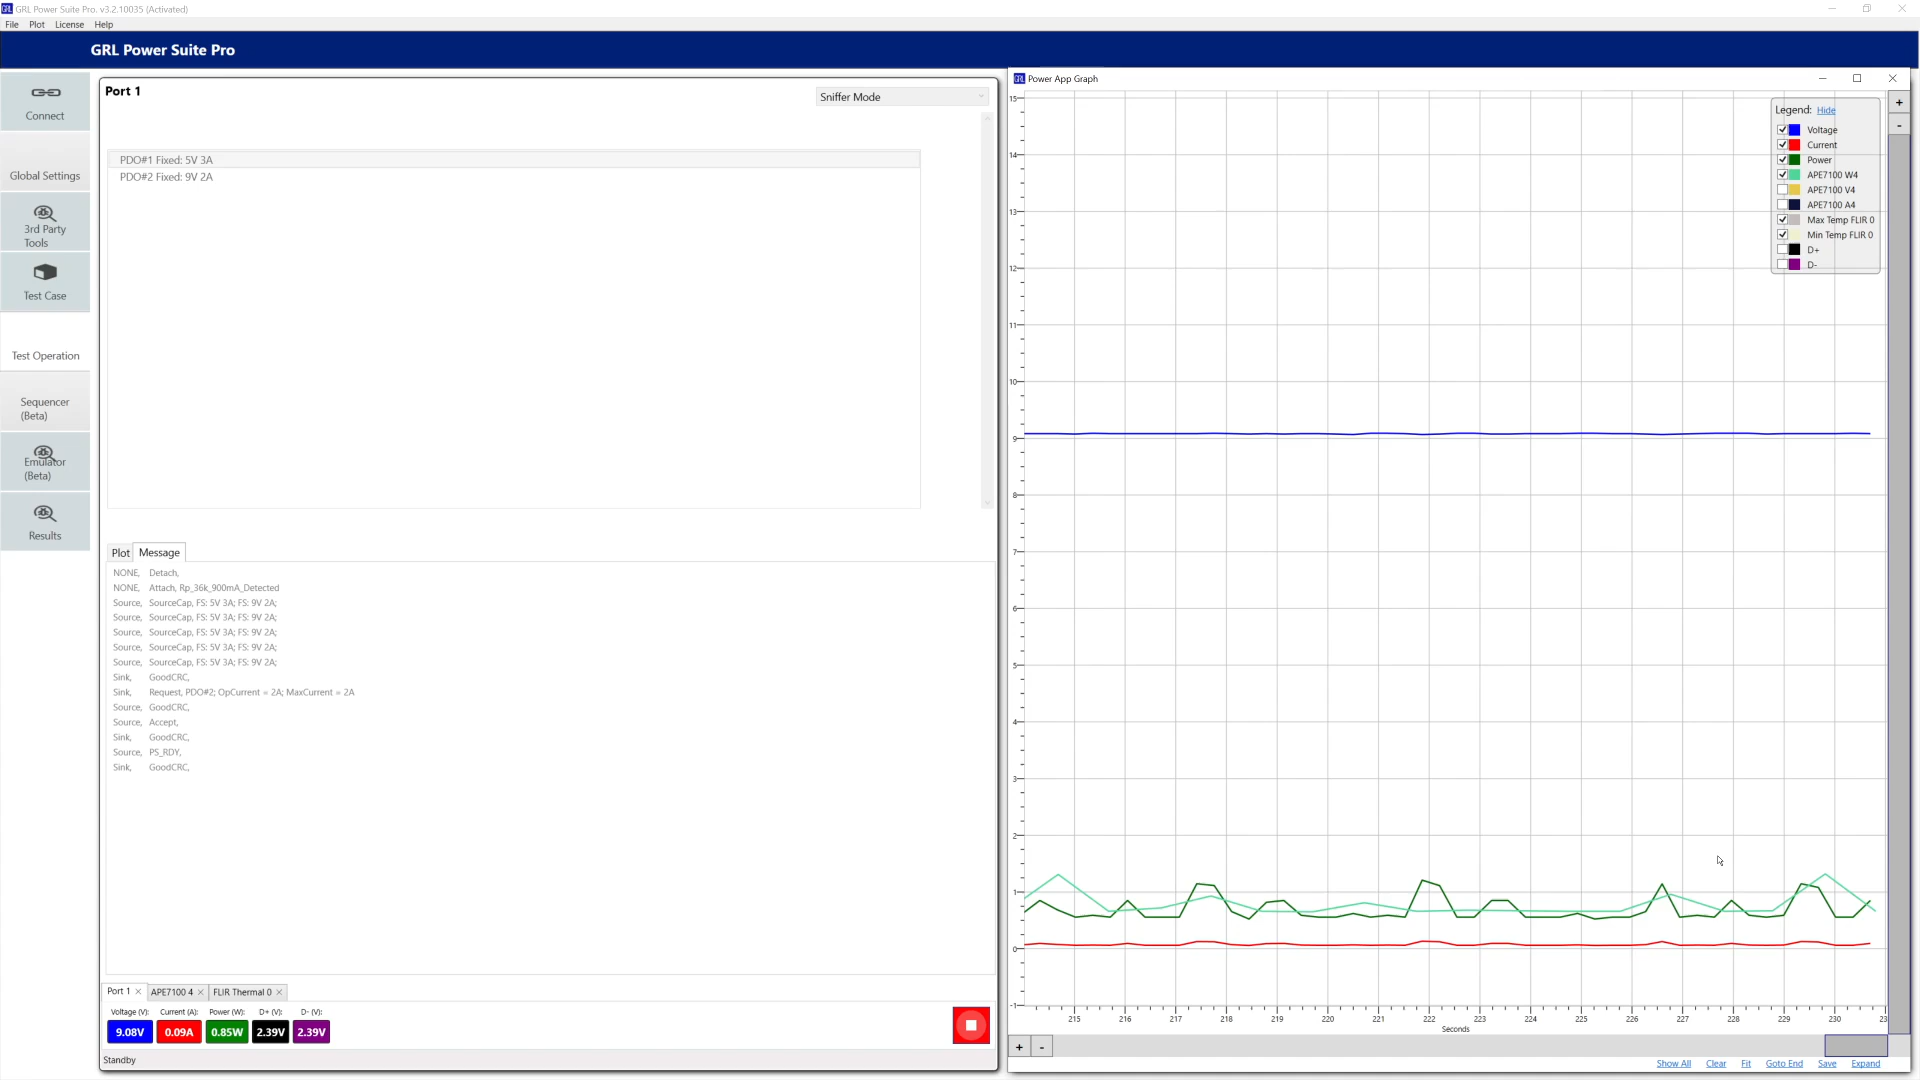 GRL Power Suite Pro. v3.2.10035 (Activated)
File Plot License Help
GRL Power Suite Pro
Connect
Global Settings
3rd Party
Tools
Test Case
Test Operation
Sequencer
(Beta)
Emulator
(Beta)
Results
Port 1
Sniffer Mode
PDO#1 Fixed: 5V 3A
PDO#2 Fixed: 9V 2A
Plot Message
NONE, Detach,
NONE, Attach, Rp_36k_900mA_Detected
Source, SourceCap, FS: 5V 3A; FS: 9V 2A;
Source, SourceCap, FS: 5V 3A; FS: 9V 2A;
Source, SourceCap, FS: 5V 3A; FS: 9V 2A;
Source, SourceCap, FS: 5V 3A; FS: 9V 2A;
Source, SourceCap, FS: 5V 3A; FS: 9V 2A;
Sink, GoodCRC,
Sink, Request, PDO#2; OpCurrent = 2A; MaxCurrent = 2A
Source, GoodCRC,
Source, Accept,
Sink, GoodCRC,
Source, PS_RDY,
Sink, GoodCRC,
Port 1 APE7100 4 FLIR Thermal 0
Voltage (V): Current (A): Power (W): D+ (V): D- (V):
9.08V 0.09A 0.85W 2.39V 2.39V
Standby
GRL Power App Graph
Legend: Hide
Voltage
Current
Power
APE7100 W4
APE7100 V4
APE7100 A4
Max Temp FLIR 0
Min Temp FLIR 0
D+
D-
+
-
15
14
13
12
11
10
9
8
7
6
5
4
3
2
1
0
-1
215 216 217 218 219 220 221 222 223 224 225 226 227 228 229 230 23
Seconds
+ -
Show All Clear Fit Goto End Save Expand